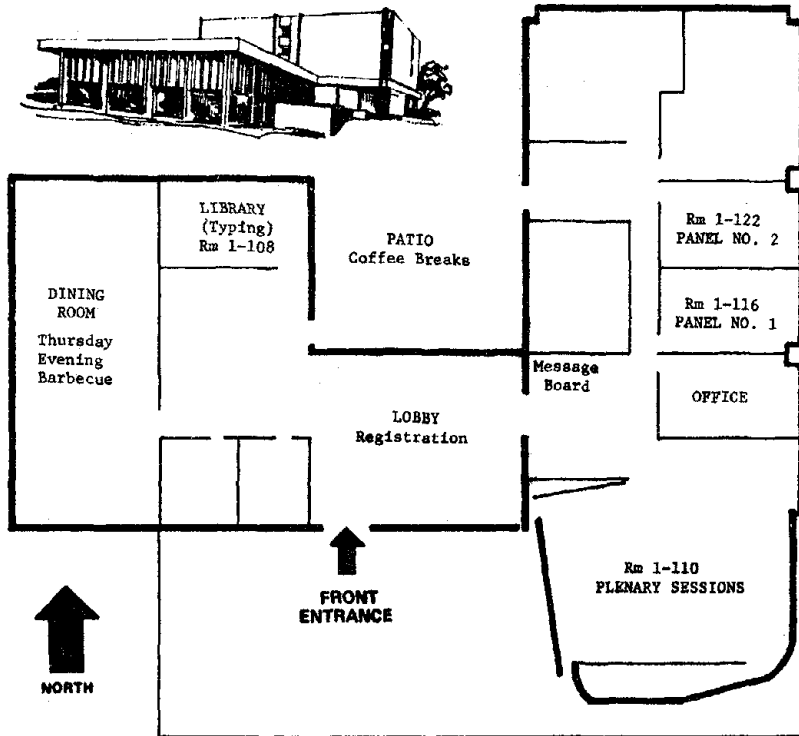 LIBRARY
(Typing)
Rm 1-108
PATIO
Coffee Breaks
Rm 1-122
PANEL NO. 2
DINING
ROOM
Thursday
Evening
Barbecue
Rm 1-116
PANEL NO. 1
Message
Board
OFFICE
LOBBY
Registration
FRONT
ENTRANCE
Rm 1-110
PLENARY SESSIONS
NORTH